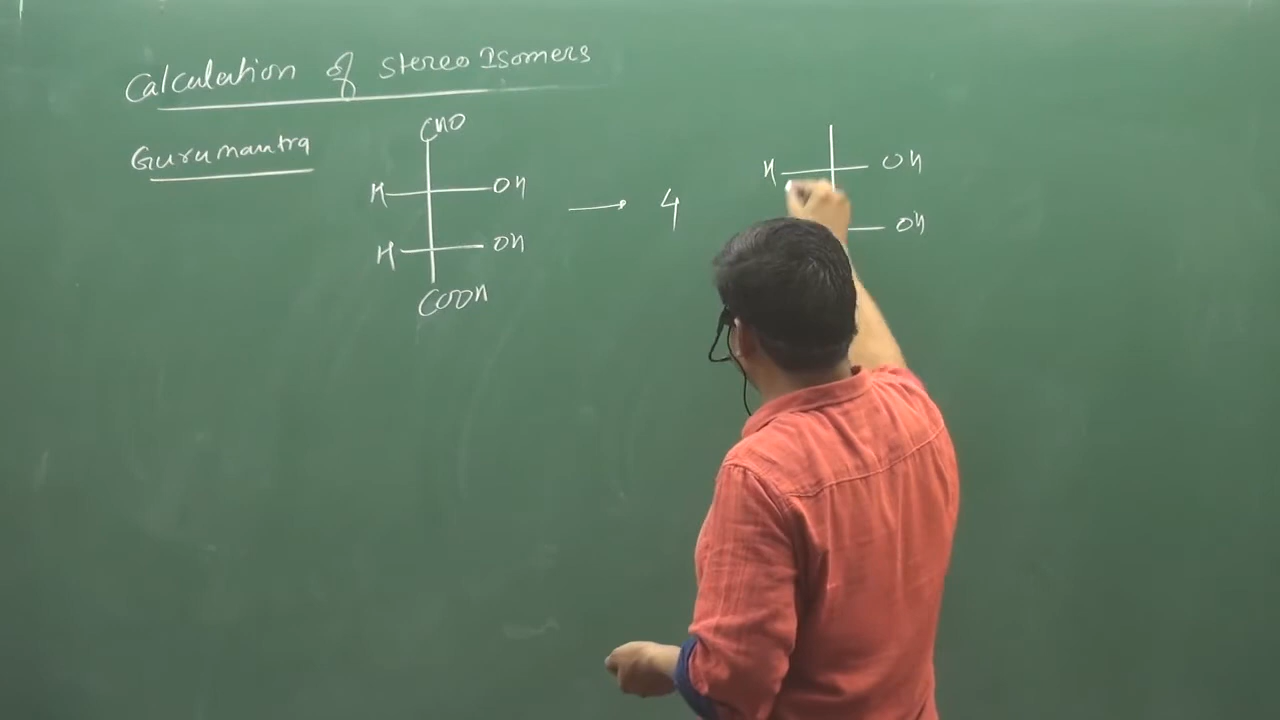 Calculation of stereo Isomers
Gurumantra
CHO
H OH → 4
H OH
COOH
H OH
OH